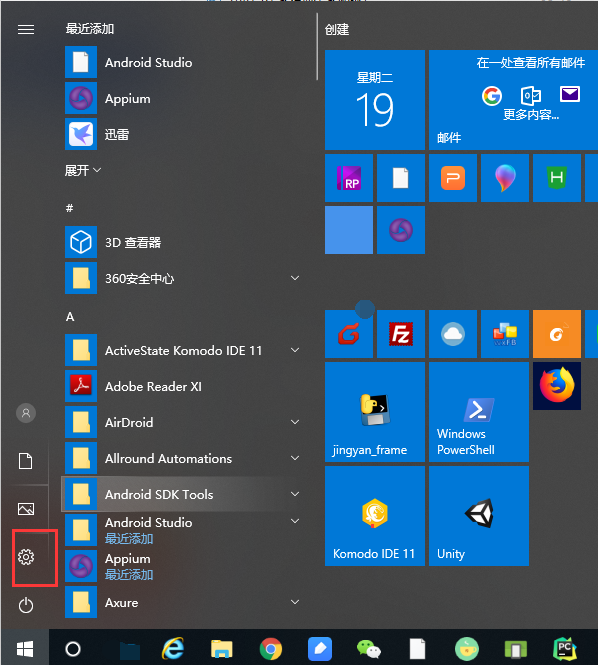 最近添加
Android Studio
Appium
迅雷
展开
#
3D 查看器
360安全中心
A
ActiveState Komodo IDE 11
Adobe Reader XI
AirDroid
Allround Automations
Android SDK Tools
Android Studio
最近添加
Appium
最近添加
Axure
创建
星期二
19
在一处查看所有邮件
更多内容...
邮件
RP
jingyan_frame
Windows
PowerShell
Komodo IDE 11
Unity
PC